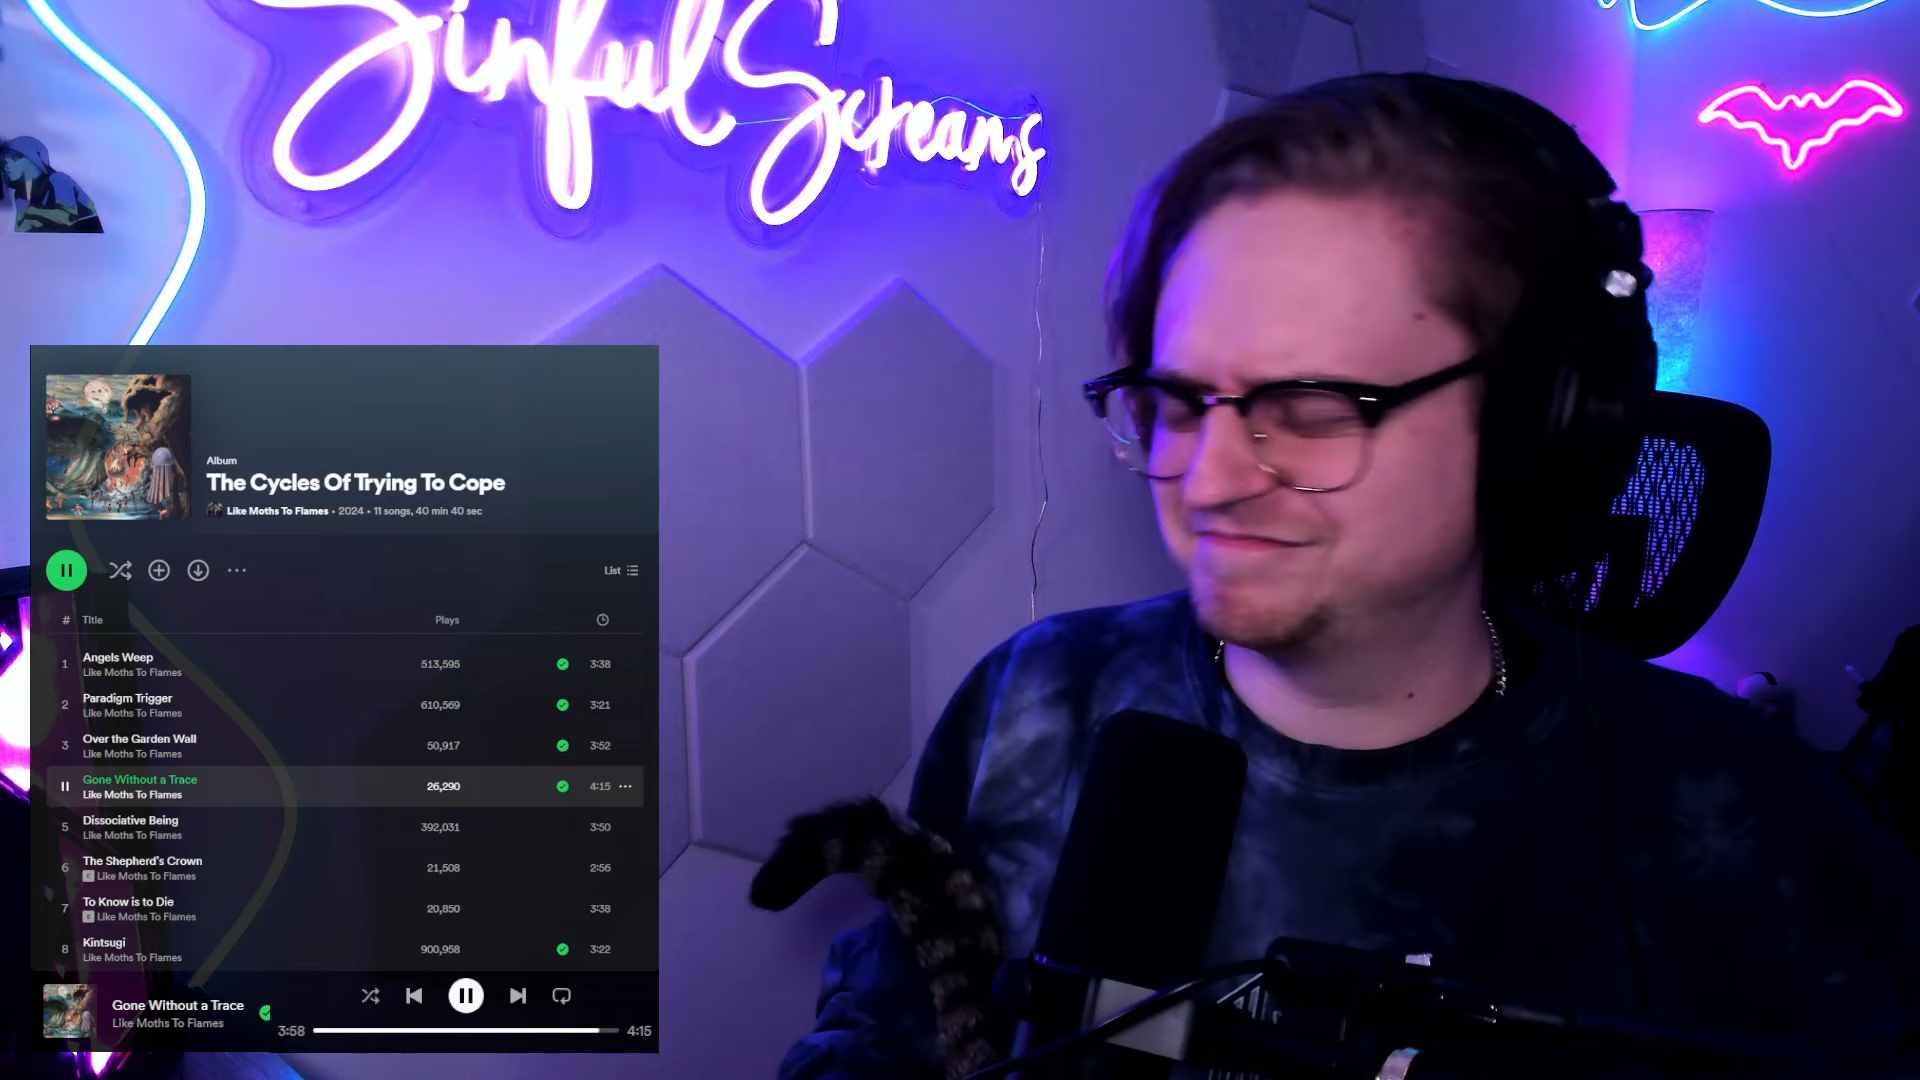 Sinful Screams
Album
The Cycles Of Trying To Cope
Like Moths To Flames • 2024 • 11 songs, 40 min 40 sec
List
# Title Plays
1 Angels Weep 513,595 3:38
Like Moths To Flames
2 Paradigm Trigger 610,569 3:21
Like Moths To Flames
3 Over the Garden Wall 50,917 3:52
Like Moths To Flames
Gone Without a Trace 26,290 4:15
Like Moths To Flames
5 Dissociative Being 392,031 3:50
Like Moths To Flames
6 The Shepherd's Crown 21,508 2:56
E Like Moths To Flames
7 To Know is to Die 20,850 3:38
E Like Moths To Flames
8 Kintsugi 900,958 3:22
Like Moths To Flames
Gone Without a Trace
Like Moths To Flames
3:58 4:15